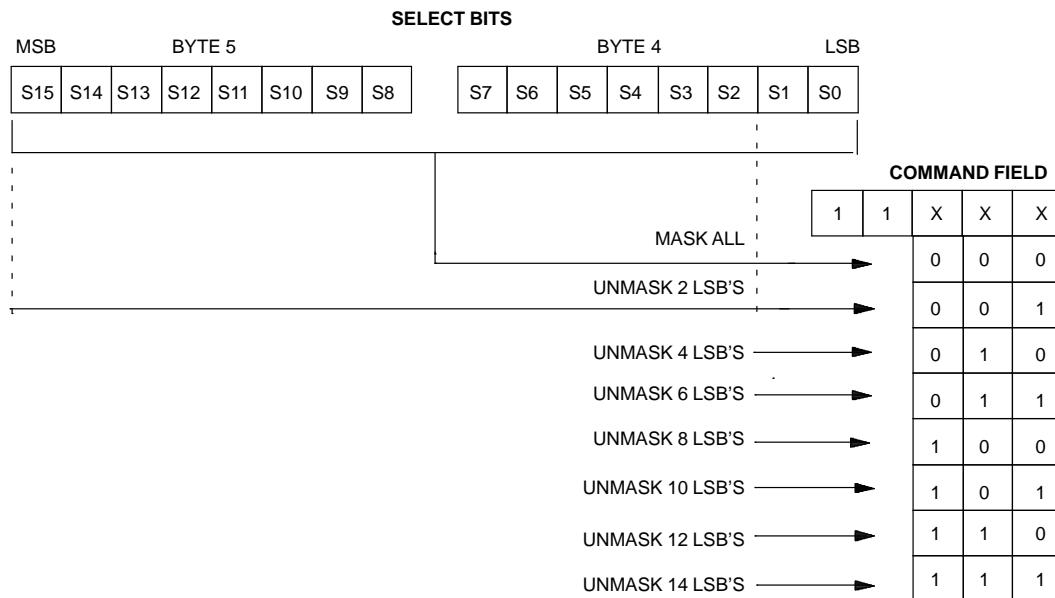 SELECT BITS
MSB BYTE 5 BYTE 4 LSB
S15 S14 S13 S12 S11 S10 S9 S8 S7 S6 S5 S4 S3 S2 S1 S0
COMMAND FIELD
1 1 X X X
MASK ALL 0 0 0
UNMASK 2 LSB'S 0 0 1
UNMASK 4 LSB'S 0 1 0
UNMASK 6 LSB'S 0 1 1
UNMASK 8 LSB'S 1 0 0
UNMASK 10 LSB'S 1 0 1
UNMASK 12 LSB'S 1 1 0
UNMASK 14 LSB'S 1 1 1